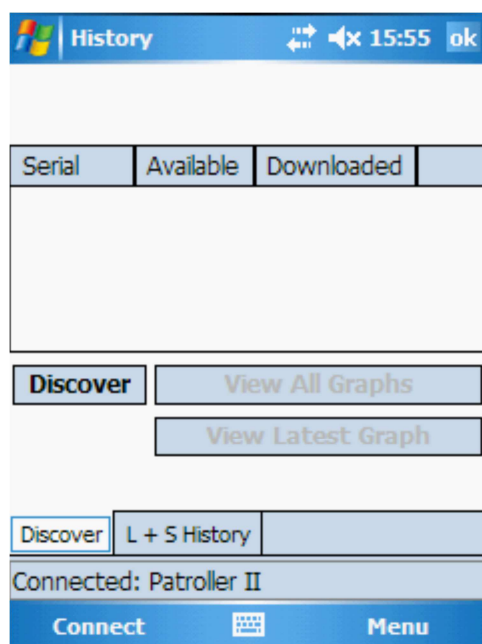 History 15:55 ok
Serial Available Downloaded
Discover View All Graphs
View Latest Graph
Discover L + S History
Connected: Patroller II
Connect Menu